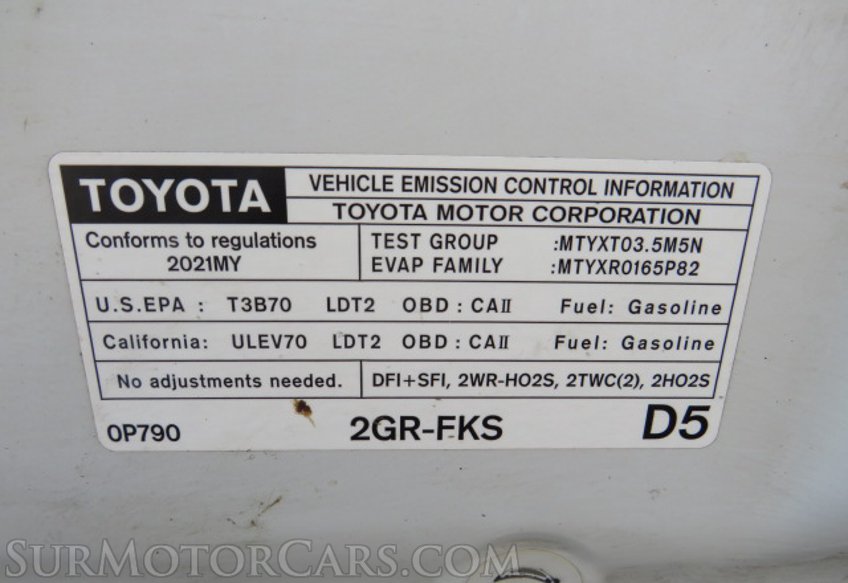 TOYOTA
VEHICLE EMISSION CONTROL INFORMATION
TOYOTA MOTOR CORPORATION
Conforms to regulations
2021MY
TEST GROUP :MTYXT03.5M5N
EVAP FAMILY :MTYXR0165P82
U.S.EPA : T3B70 LDT2 OBD : CAII Fuel: Gasoline
California: ULEV70 LDT2 OBD : CAII Fuel: Gasoline
No adjustments needed.
DFI+SFI, 2WR-HO2S, 2TWC(2), 2HO2S
0P790 2GR-FKS D5
SURMOTORCARS.COM